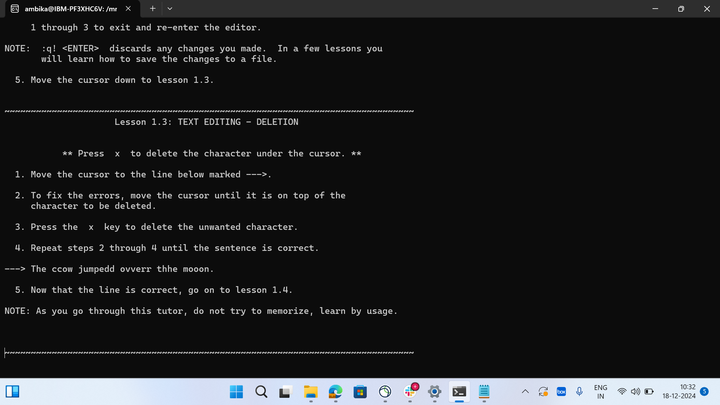 ambika@IBM-PF3XHC6V: /mr
1 through 3 to exit and re-enter the editor.
NOTE: :q! <ENTER> discards any changes you made. In a few lessons you
will learn how to save the changes to a file.
5. Move the cursor down to lesson 1.3.
~~~~~~~~~~~~~~~~~~~~~~~~~~~~~~~~~~~~~~~~~~~~~~~~~~~~~~~~~~~~~~~~~~~~~~~~~~~~~~
Lesson 1.3: TEXT EDITING - DELETION
** Press x to delete the character under the cursor. **
1. Move the cursor to the line below marked --->.
2. To fix the errors, move the cursor until it is on top of the
character to be deleted.
3. Press the x key to delete the unwanted character.
4. Repeat steps 2 through 4 until the sentence is correct.
---> The ccow jumpedd ovverr thhe mooon.
5. Now that the line is correct, go on to lesson 1.4.
NOTE: As you go through this tutor, do not try to memorize, learn by usage.
~~~~~~~~~~~~~~~~~~~~~~~~~~~~~~~~~~~~~~~~~~~~~~~~~~~~~~~~~~~~~~~~~~~~~~~~~~~~~~
ENG
IN
10:32
18-12-2024